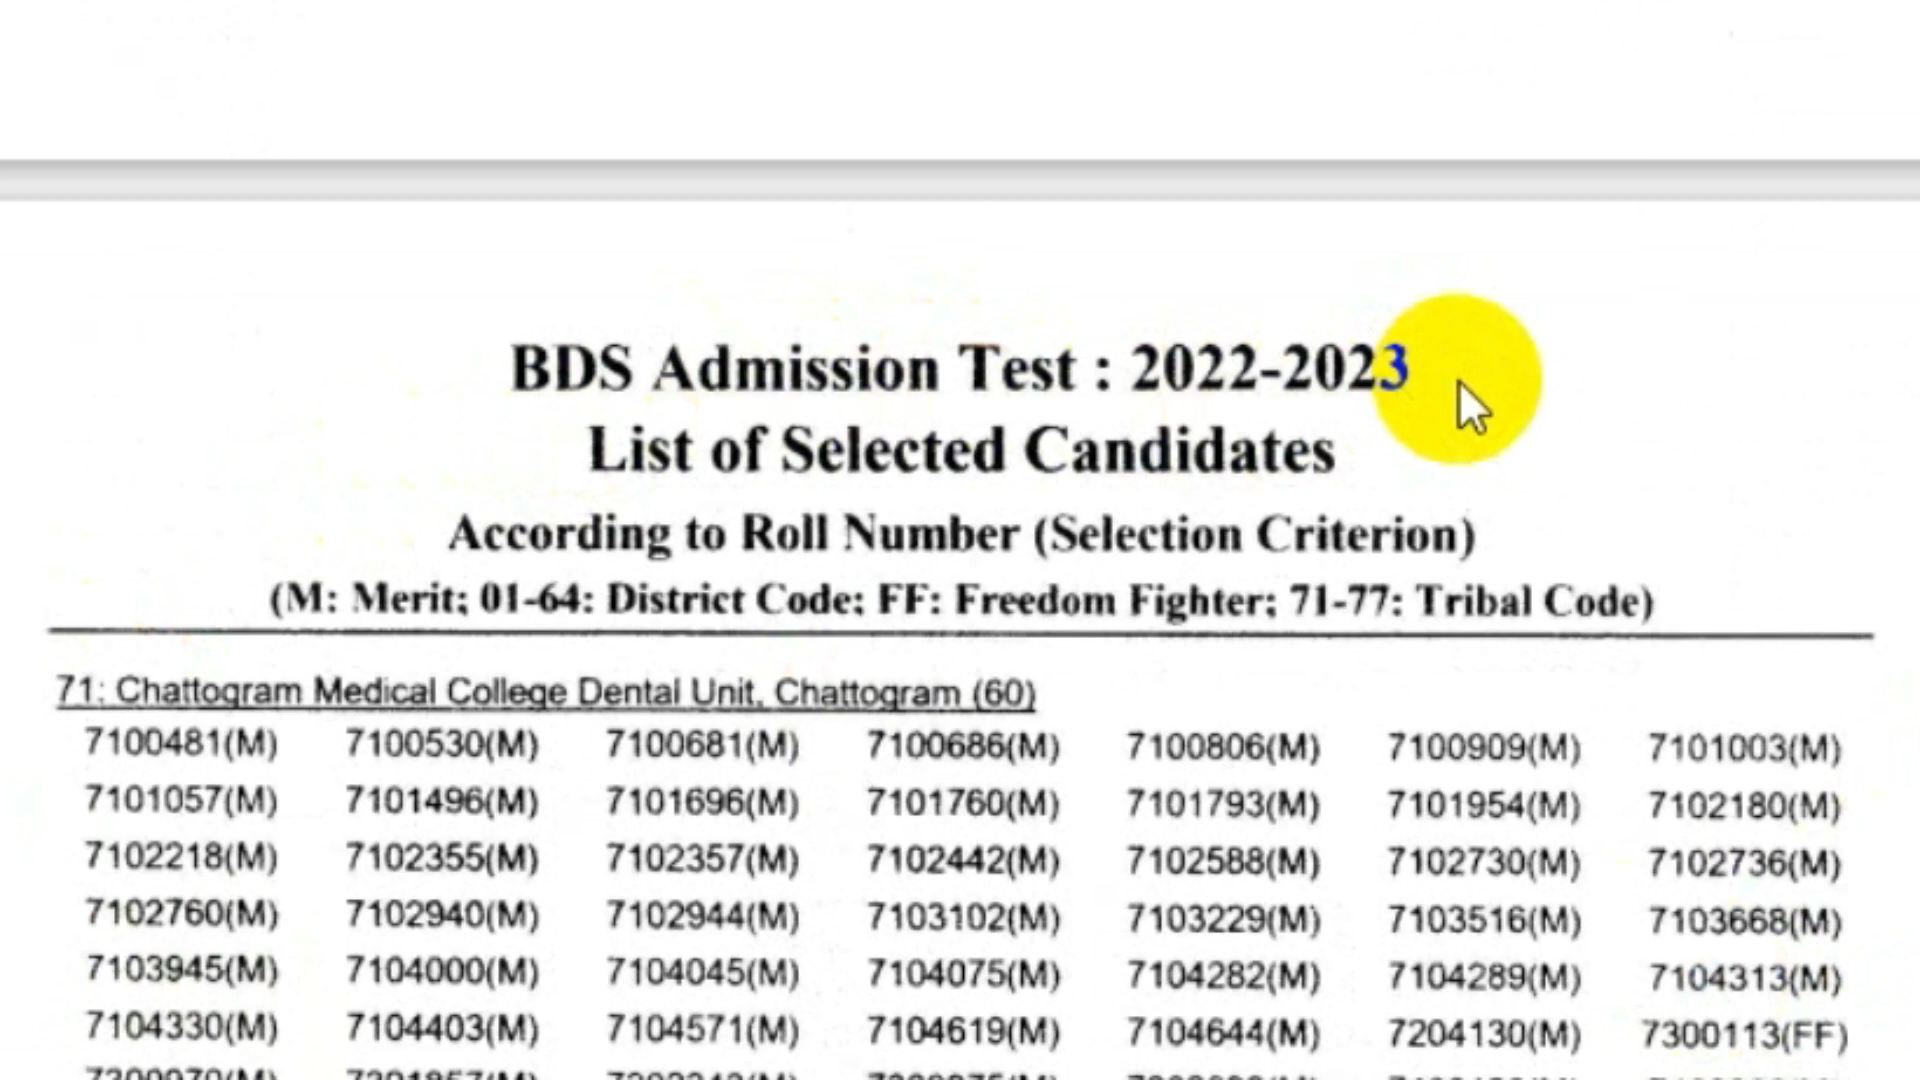 BDS Admission Test : 2022-2023
List of Selected Candidates
According to Roll Number (Selection Criterion)
(M: Merit; 01-64: District Code; FF: Freedom Fighter; 71-77: Tribal Code)
71: Chattogram Medical College Dental Unit, Chattogram (60)
7100481(M) 7100530(M) 7100681(M) 7100686(M) 7100806(M) 7100909(M) 7101003(M)
7101057(M) 7101496(M) 7101696(M) 7101760(M) 7101793(M) 7101954(M) 7102180(M)
7102218(M) 7102355(M) 7102357(M) 7102442(M) 7102588(M) 7102730(M) 7102736(M)
7102760(M) 7102940(M) 7102944(M) 7103102(M) 7103229(M) 7103516(M) 7103668(M)
7103945(M) 7104000(M) 7104045(M) 7104075(M) 7104282(M) 7104289(M) 7104313(M)
7104330(M) 7104403(M) 7104571(M) 7104619(M) 7104644(M) 7204130(M) 7300113(FF)